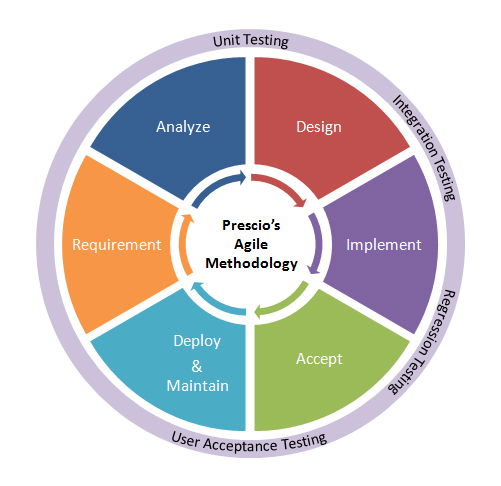 Unit Testing
Analyze
Design
Integration Testing
Requirement
Prescio's
Agile
Methodology
Implement
Deploy
&
Maintain
Accept
Regression Testing
User Acceptance Testing